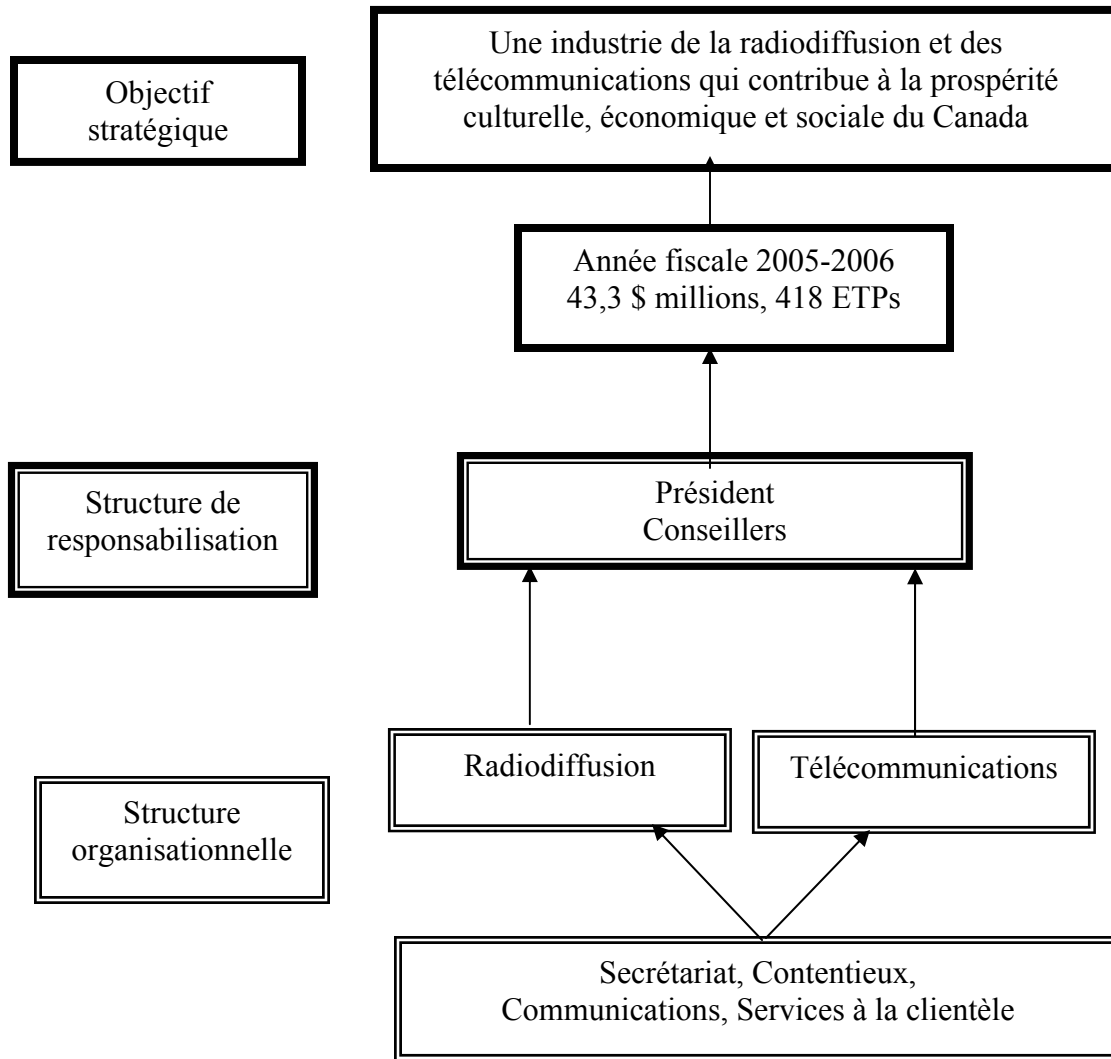 Objectif
stratégique
Une industrie de la radiodiffusion et des
télécommunications qui contribue à la prospérité
culturelle, économique et sociale du Canada
Année fiscale 2005-2006
43,3 $ millions, 418 ETPs
Structure de
responsabilisation
Président
Conseillers
Structure
organisationnelle
Radiodiffusion
Télécommunications
Secrétariat, Contentieux,
Communications, Services à la clientèle